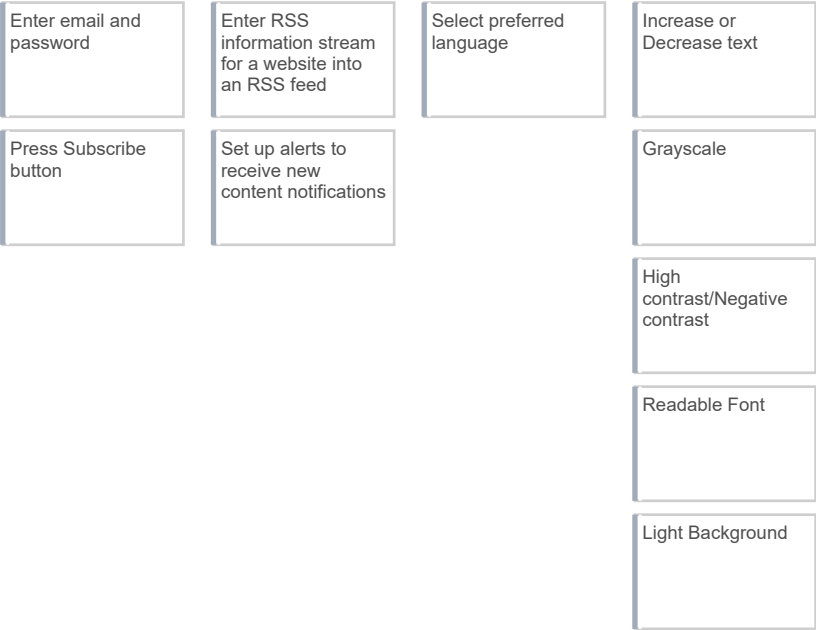 Enter email and
password
Enter RSS
information stream
for a website into
an RSS feed
Select preferred
language
Increase or
Decrease text
Press Subscribe
button
Set up alerts to
receive new
content notifications
Grayscale
High
contrast/Negative
contrast
Readable Font
Light Background